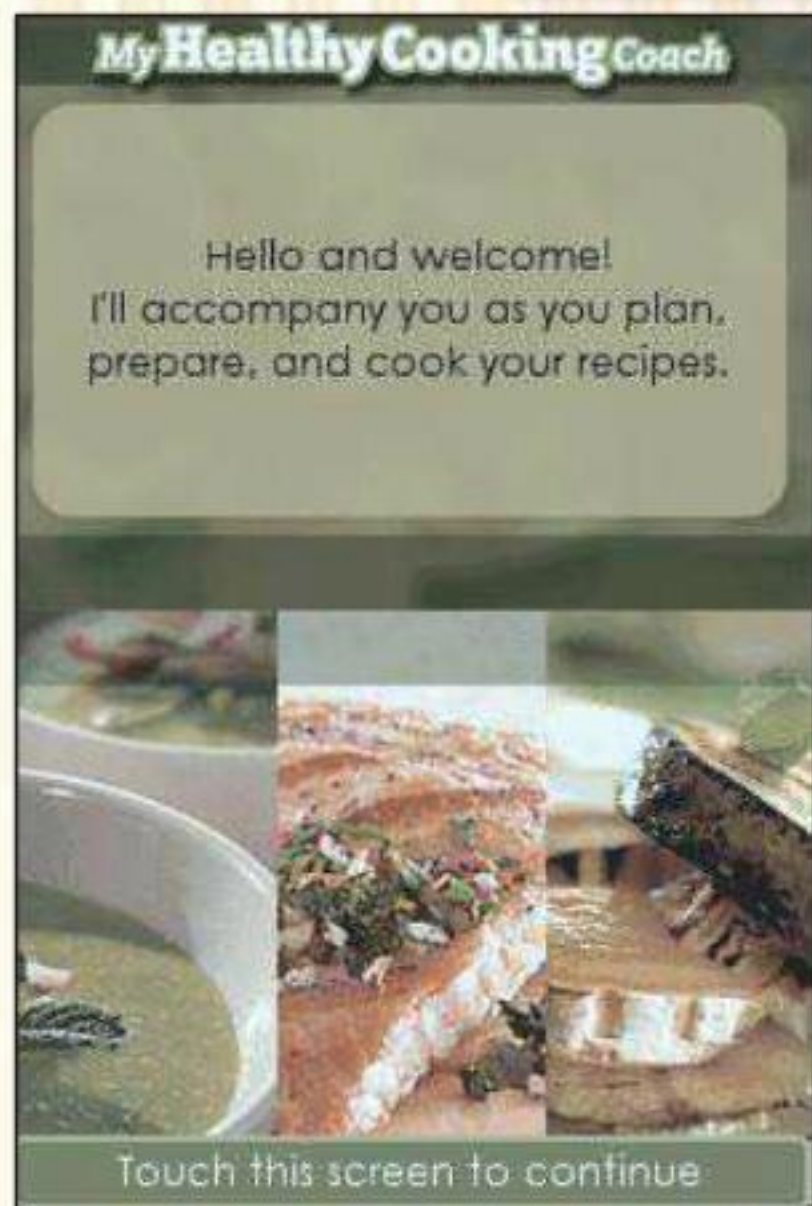 My Healthy Cooking Coach
Hello and welcome!
I'll accompany you as you plan,
prepare, and cook your recipes.
Touch this screen to continue